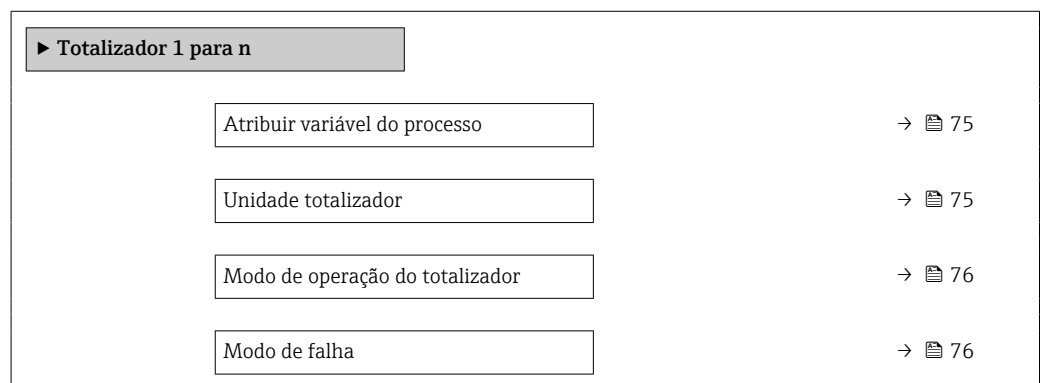 ▶ Totalizador 1 para n
Atribuir variável do processo → 75
Unidade totalizador → 75
Modo de operação do totalizador → 76
Modo de falha → 76